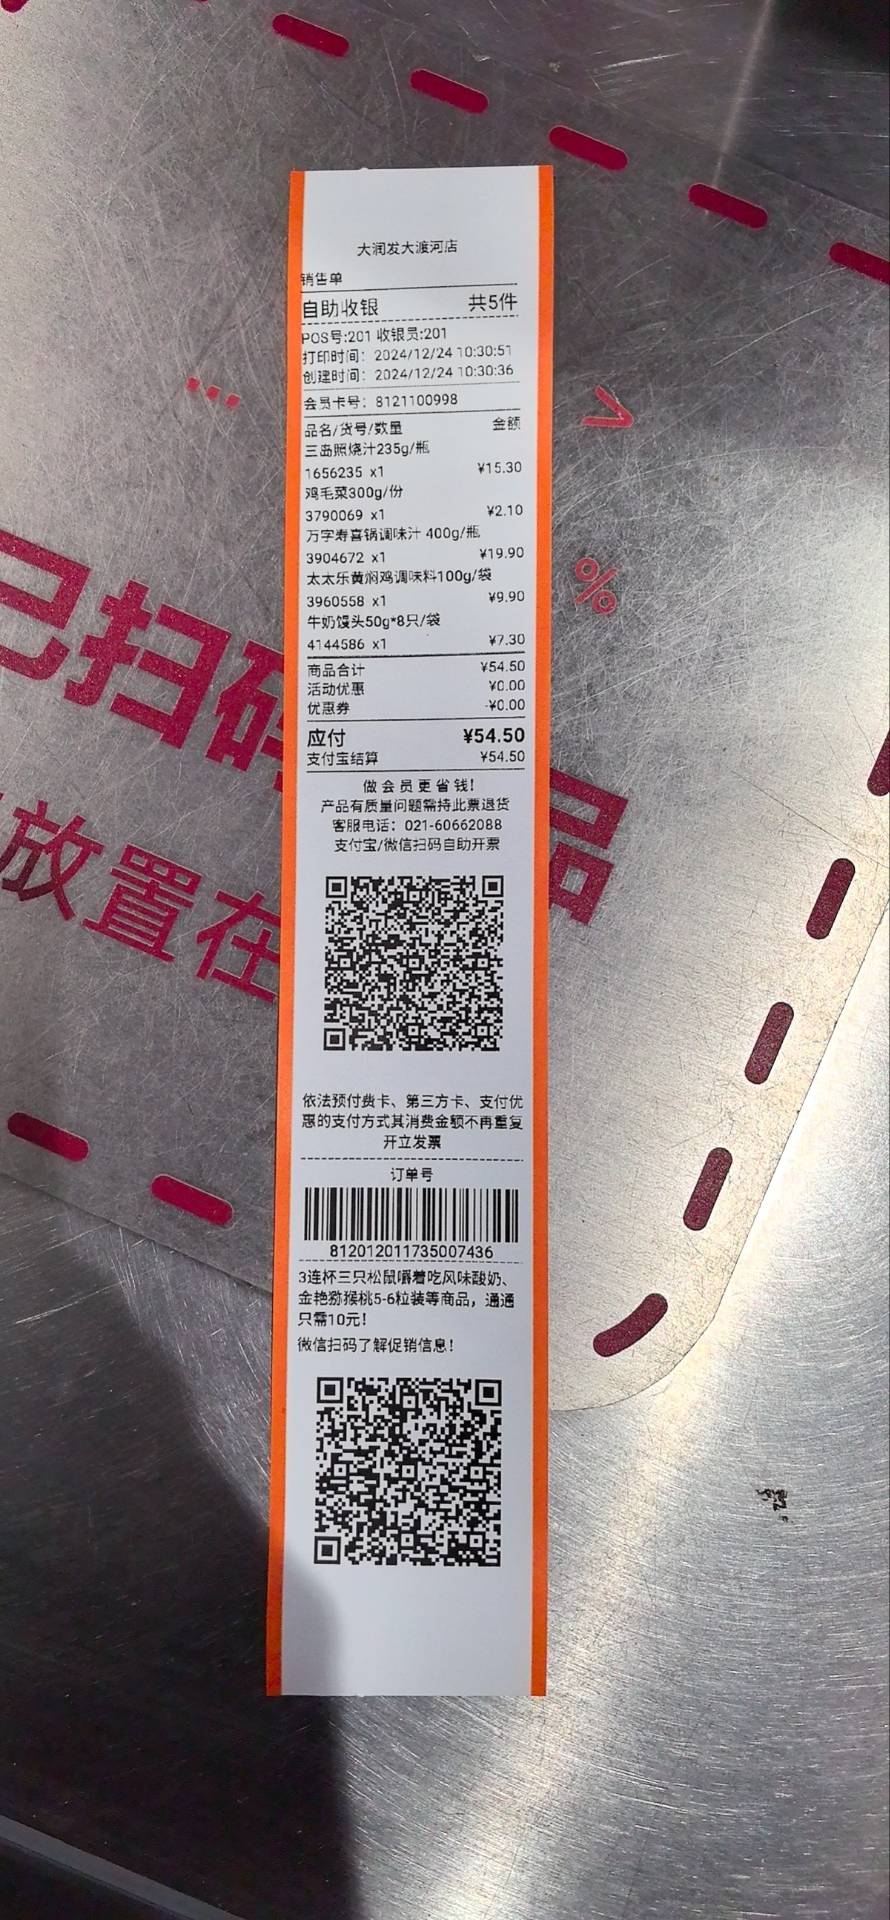 大润发大渡河店
销售单
自助收银 共5件
POS号:201 收银员:201
打印时间：2024/12/24 10:30:51
创建时间：2024/12/24 10:30:36
会员卡号：8121100998
品名/货号/数量 金额
三岛照烧汁235g/瓶
1656235 x1 ¥15.30
鸡毛菜300g/份
3790069 x1 ¥2.10
万字寿喜锅调味汁 400g/瓶
3904672 x1 ¥19.90
太太乐黄焖鸡调味料100g/袋
3960558 x1 ¥9.90
牛奶馒头50g*8只/袋
4144586 x1 ¥7.30
商品合计 ¥54.50
活动优惠 ¥0.00
优惠券 -¥0.00
应付 ¥54.50
支付宝结算 ¥54.50
做会员更省钱!
产品有质量问题需持此票退货
客服电话：021-60662088
支付宝/微信扫码自助开票
依法预付费卡、第三方卡、支付优
惠的支付方式其消费金额不再重复
开立发票
订单号
812012011735007436
3连杯三只松鼠嚼着吃风味酸奶、
金艳猕猴桃5-6粒装等商品，通通
只需10元!
微信扫码了解促销信息!
已扫码 品
放置在
%